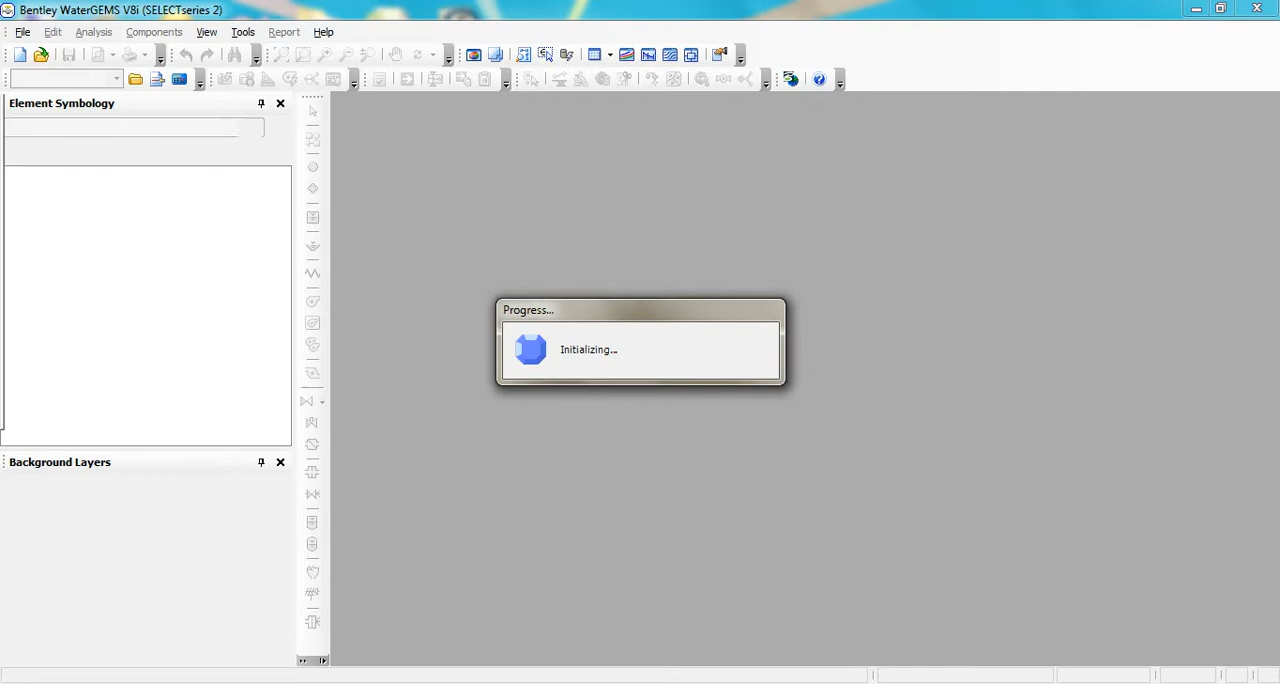 Bentley WaterGEMS V8i (SELECTseries 2)
File Edit Analysis Components View Tools Report Help
Element Symbology
Progress...
Initializing...
Background Layers